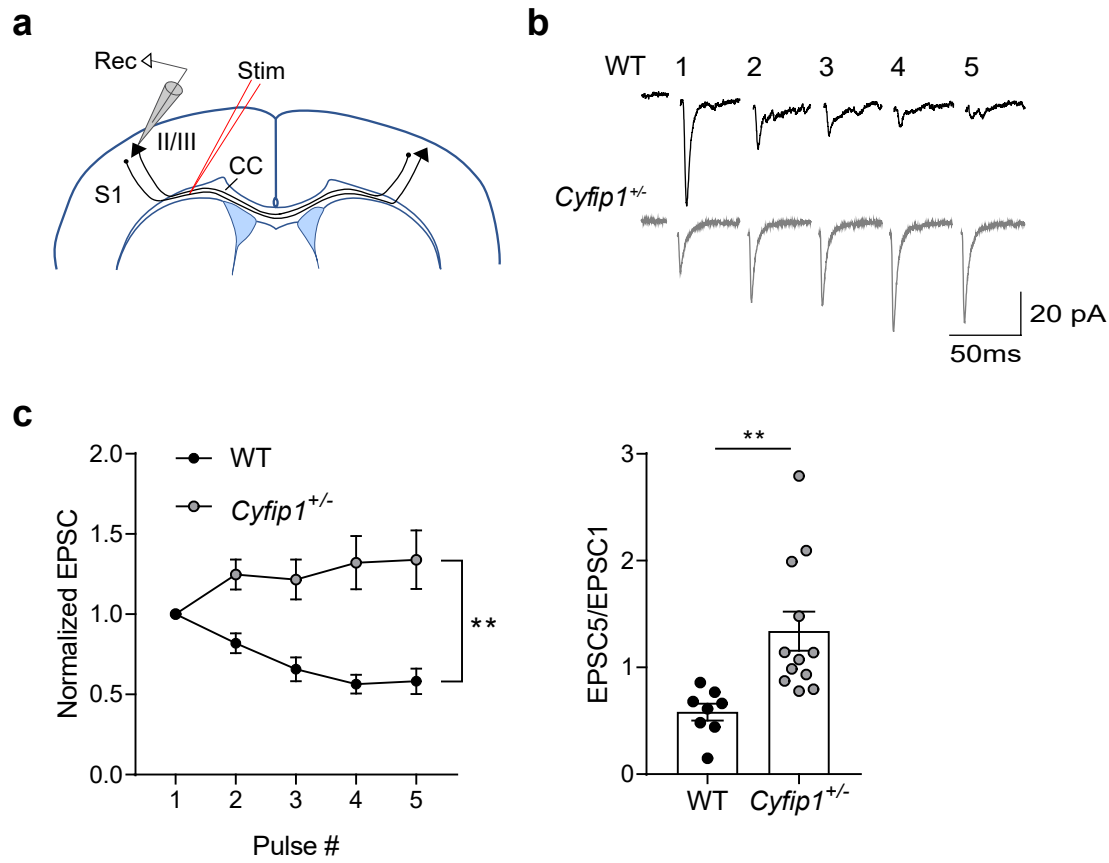 a
Rec
Stim
II/III
CC
S1
b
WT 1 2 3 4 5
Cyfip1+/-
20 pA
50ms
c
Normalized EPSC
2.0
1.5
1.0
0.5
0.0
WT
Cyfip1+/-
**
1 2 3 4 5
Pulse #
EPSC5/EPSC1
3
2
1
0
**
WT Cyfip1+/-